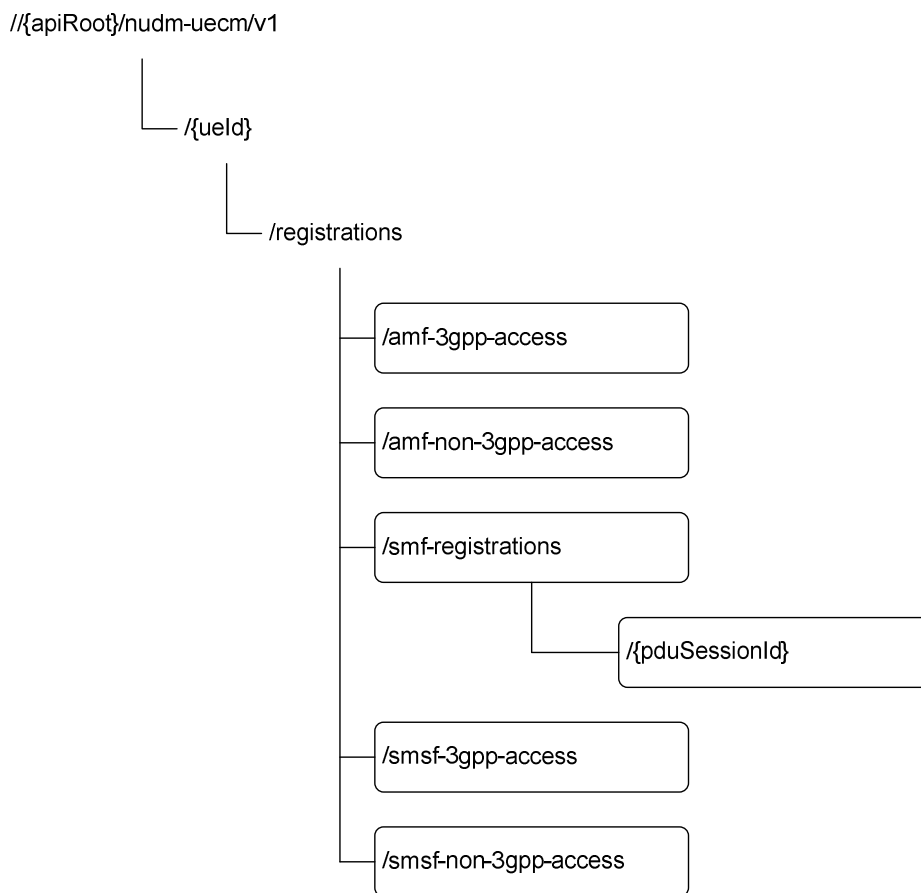 //{apiRoot}/nudm-uecm/v1
/{ueId}
/registrations
/amf-3gpp-access
/amf-non-3gpp-access
/smf-registrations
/{pduSessionId}
/smsf-3gpp-access
/smsf-non-3gpp-access